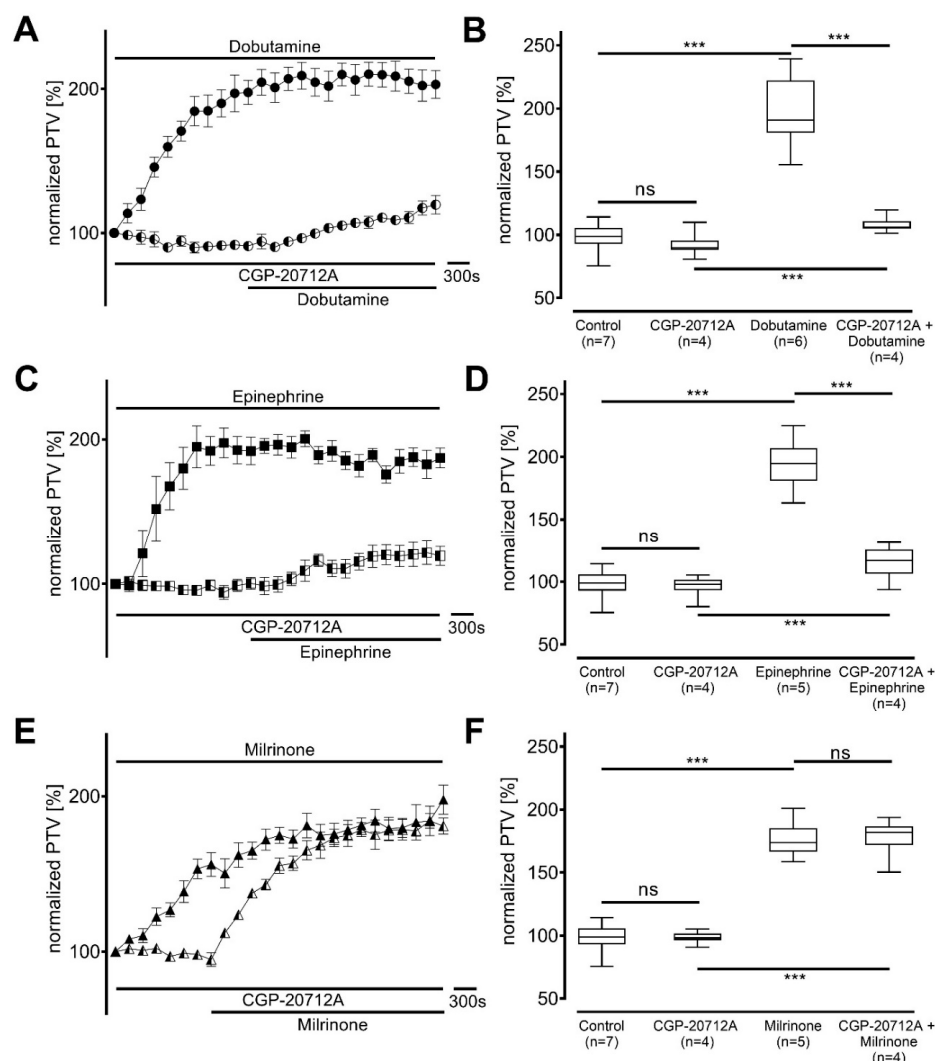 A
Dobutamine
normalized PTV [%]
200
100
CGP-20712A
300s
Dobutamine
B
normalized PTV [%]
250
200
150
100
50
***
***
ns
***
Control
(n=7)
CGP-20712A
(n=4)
Dobutamine
(n=6)
CGP-20712A +
Dobutamine
(n=4)
C
Epinephrine
normalized PTV [%]
200
100
CGP-20712A
300s
Epinephrine
D
normalized PTV [%]
250
200
150
100
50
***
***
ns
***
Control
(n=7)
CGP-20712A
(n=4)
Epinephrine
(n=5)
CGP-20712A +
Epinephrine
(n=4)
E
Milrinone
normalized PTV [%]
200
100
CGP-20712A
300s
Milrinone
F
normalized PTV [%]
250
200
150
100
50
***
ns
ns
***
Control
(n=7)
CGP-20712A
(n=4)
Milrinone
(n=5)
CGP-20712A +
Milrinone
(n=4)